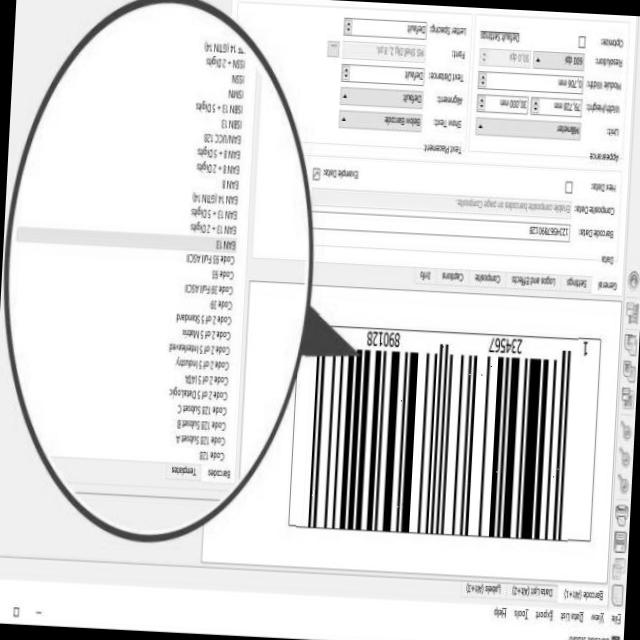 File View Data List Export Tools Help
Barcode (Alt+1) Data List (Alt+2) Labels (Alt+3)
Barcodes Templates
Code 128
Code 128 Subset A
Code 128 Subset B
Code 128 Subset C
Code 2 of 5 DataLogic
Code 2 of 5 IATA
Code 2 of 5 Industry
Code 2 of 5 Interleaved
Code 2 of 5 Matrix
Code 2 of 5 Standard
Code 39
Code 39 Full ASCII
Code 93
Code 93 Full ASCII
EAN 13
EAN 13 + 2 Digits
EAN 13 + 5 Digits
EAN 14 (GTIN 14)
EAN 8
EAN 8 + 2 Digits
EAN 8 + 5 Digits
EAN/UCC 128
ISBN 13
ISBN 13 + 5 Digits
ISMN
ISSN
ISSN + 2 Digits
14 (GTIN 14)
1 234567 890128
General Settings Logos and Effects Composite Captions Info
Data
Barcode Data: 1234567890128
Composite Data: Enable composite barcodes on page Composite.
Hex Data: Example Data:
Appearance
Unit: Millimeter
Width/Height: 79,728 mm 30,000 mm
Module Width: 0,706 mm
Resolution: 600 dpi 30,0 dpi
Optimize: Default Settings
Text Placement
Show Text: Below Barcode
Alignment: Default
Text Distance: Default
Font: MS Shell Dlg 2, 8 pt. ...
Letter Spacing: Default